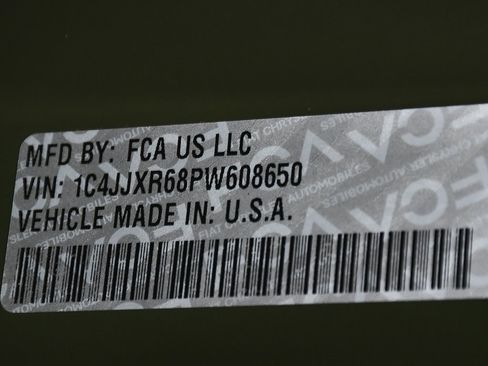 MFD BY: FCA US LLC
VIN: 1C4JJXR68PW608650
VEHICLE MADE IN: U.S.A.